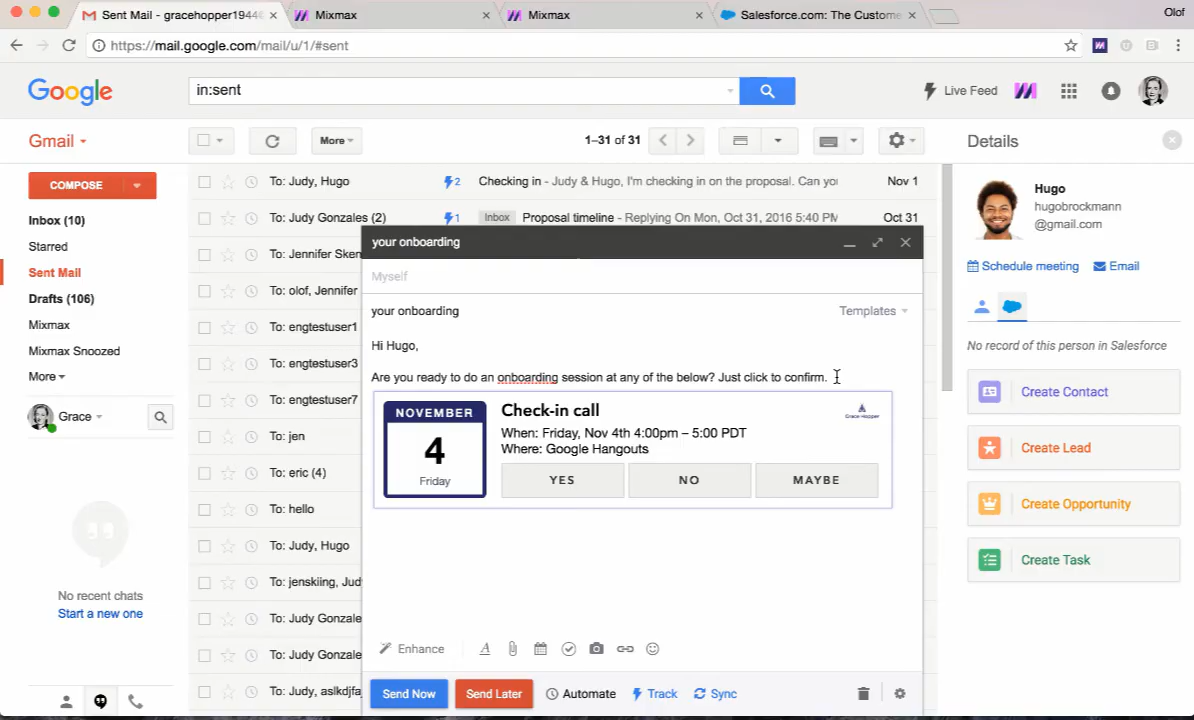 Sent Mail - gracehopper1944
Mixmax
Mixmax
Salesforce.com: The Custome
Olof
https://mail.google.com/mail/u/1/#sent
Google
in:sent
Live Feed
Gmail
More
1–31 of 31
Details
COMPOSE
Inbox (10)
Starred
Sent Mail
Drafts (106)
Mixmax
Mixmax Snoozed
More
Grace
No recent chats
Start a new one
To: Judy, Hugo
2
Checking in - Judy & Hugo, I'm checking in on the proposal. Can you
Nov 1
To: Judy Gonzales (2)
1
Inbox
Proposal timeline - Replying On Mon, Oct 31, 2016 5:40 PM
Oct 31
To: Jennifer Sken
To: olof, Jennifer
To: engtestuser1
To: engtestuser3
To: engtestuser7
To: jen
To: eric (4)
To: hello
To: Judy, Hugo
To: jenskiing, Jud
To: Judy Gonzale
To: Judy Gonzale
To: Judy, aslkdjfa
your onboarding
Myself
your onboarding
Templates
Hi Hugo,
Are you ready to do an onboarding session at any of the below? Just click to confirm.
NOVEMBER
4
Friday
Check-in call
When: Friday, Nov 4th 4:00pm – 5:00 PDT
Where: Google Hangouts
Grace Hopper
YES
NO
MAYBE
Enhance
Send Now
Send Later
Automate
Track
Sync
Hugo
hugobrockmann
@gmail.com
Schedule meeting
Email
No record of this person in Salesforce
Create Contact
Create Lead
Create Opportunity
Create Task